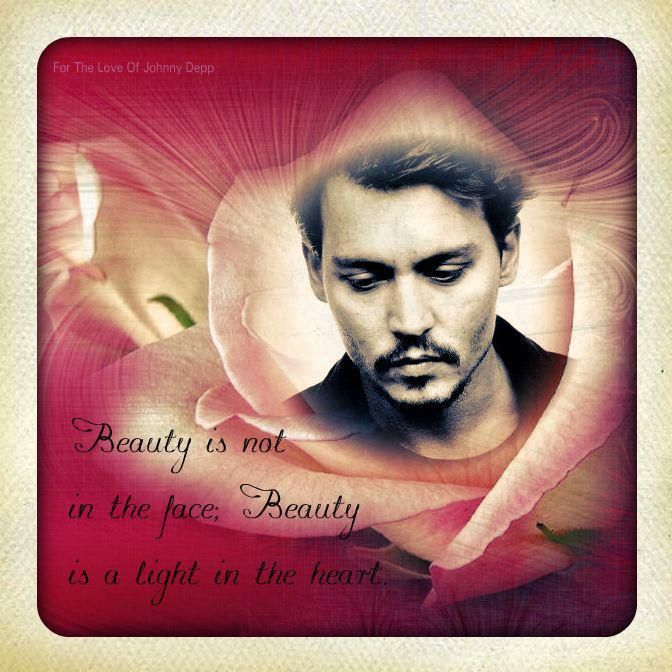 For The Love Of Johnny Depp
Beauty is not
in the face; Beauty
is a light in the heart.